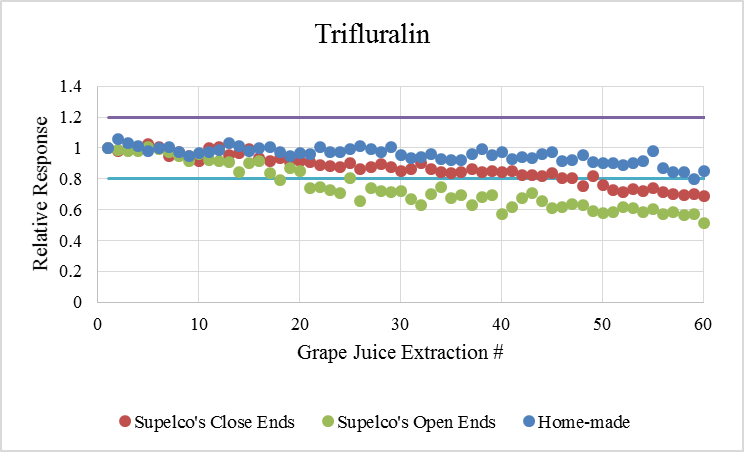 Trifluralin
1.4
1.2
1
0.8
0.6
0.4
0.2
0
Relative Response
0 10 20 30 40 50 60
Grape Juice Extraction #
Supelco's Close Ends Supelco's Open Ends Home-made